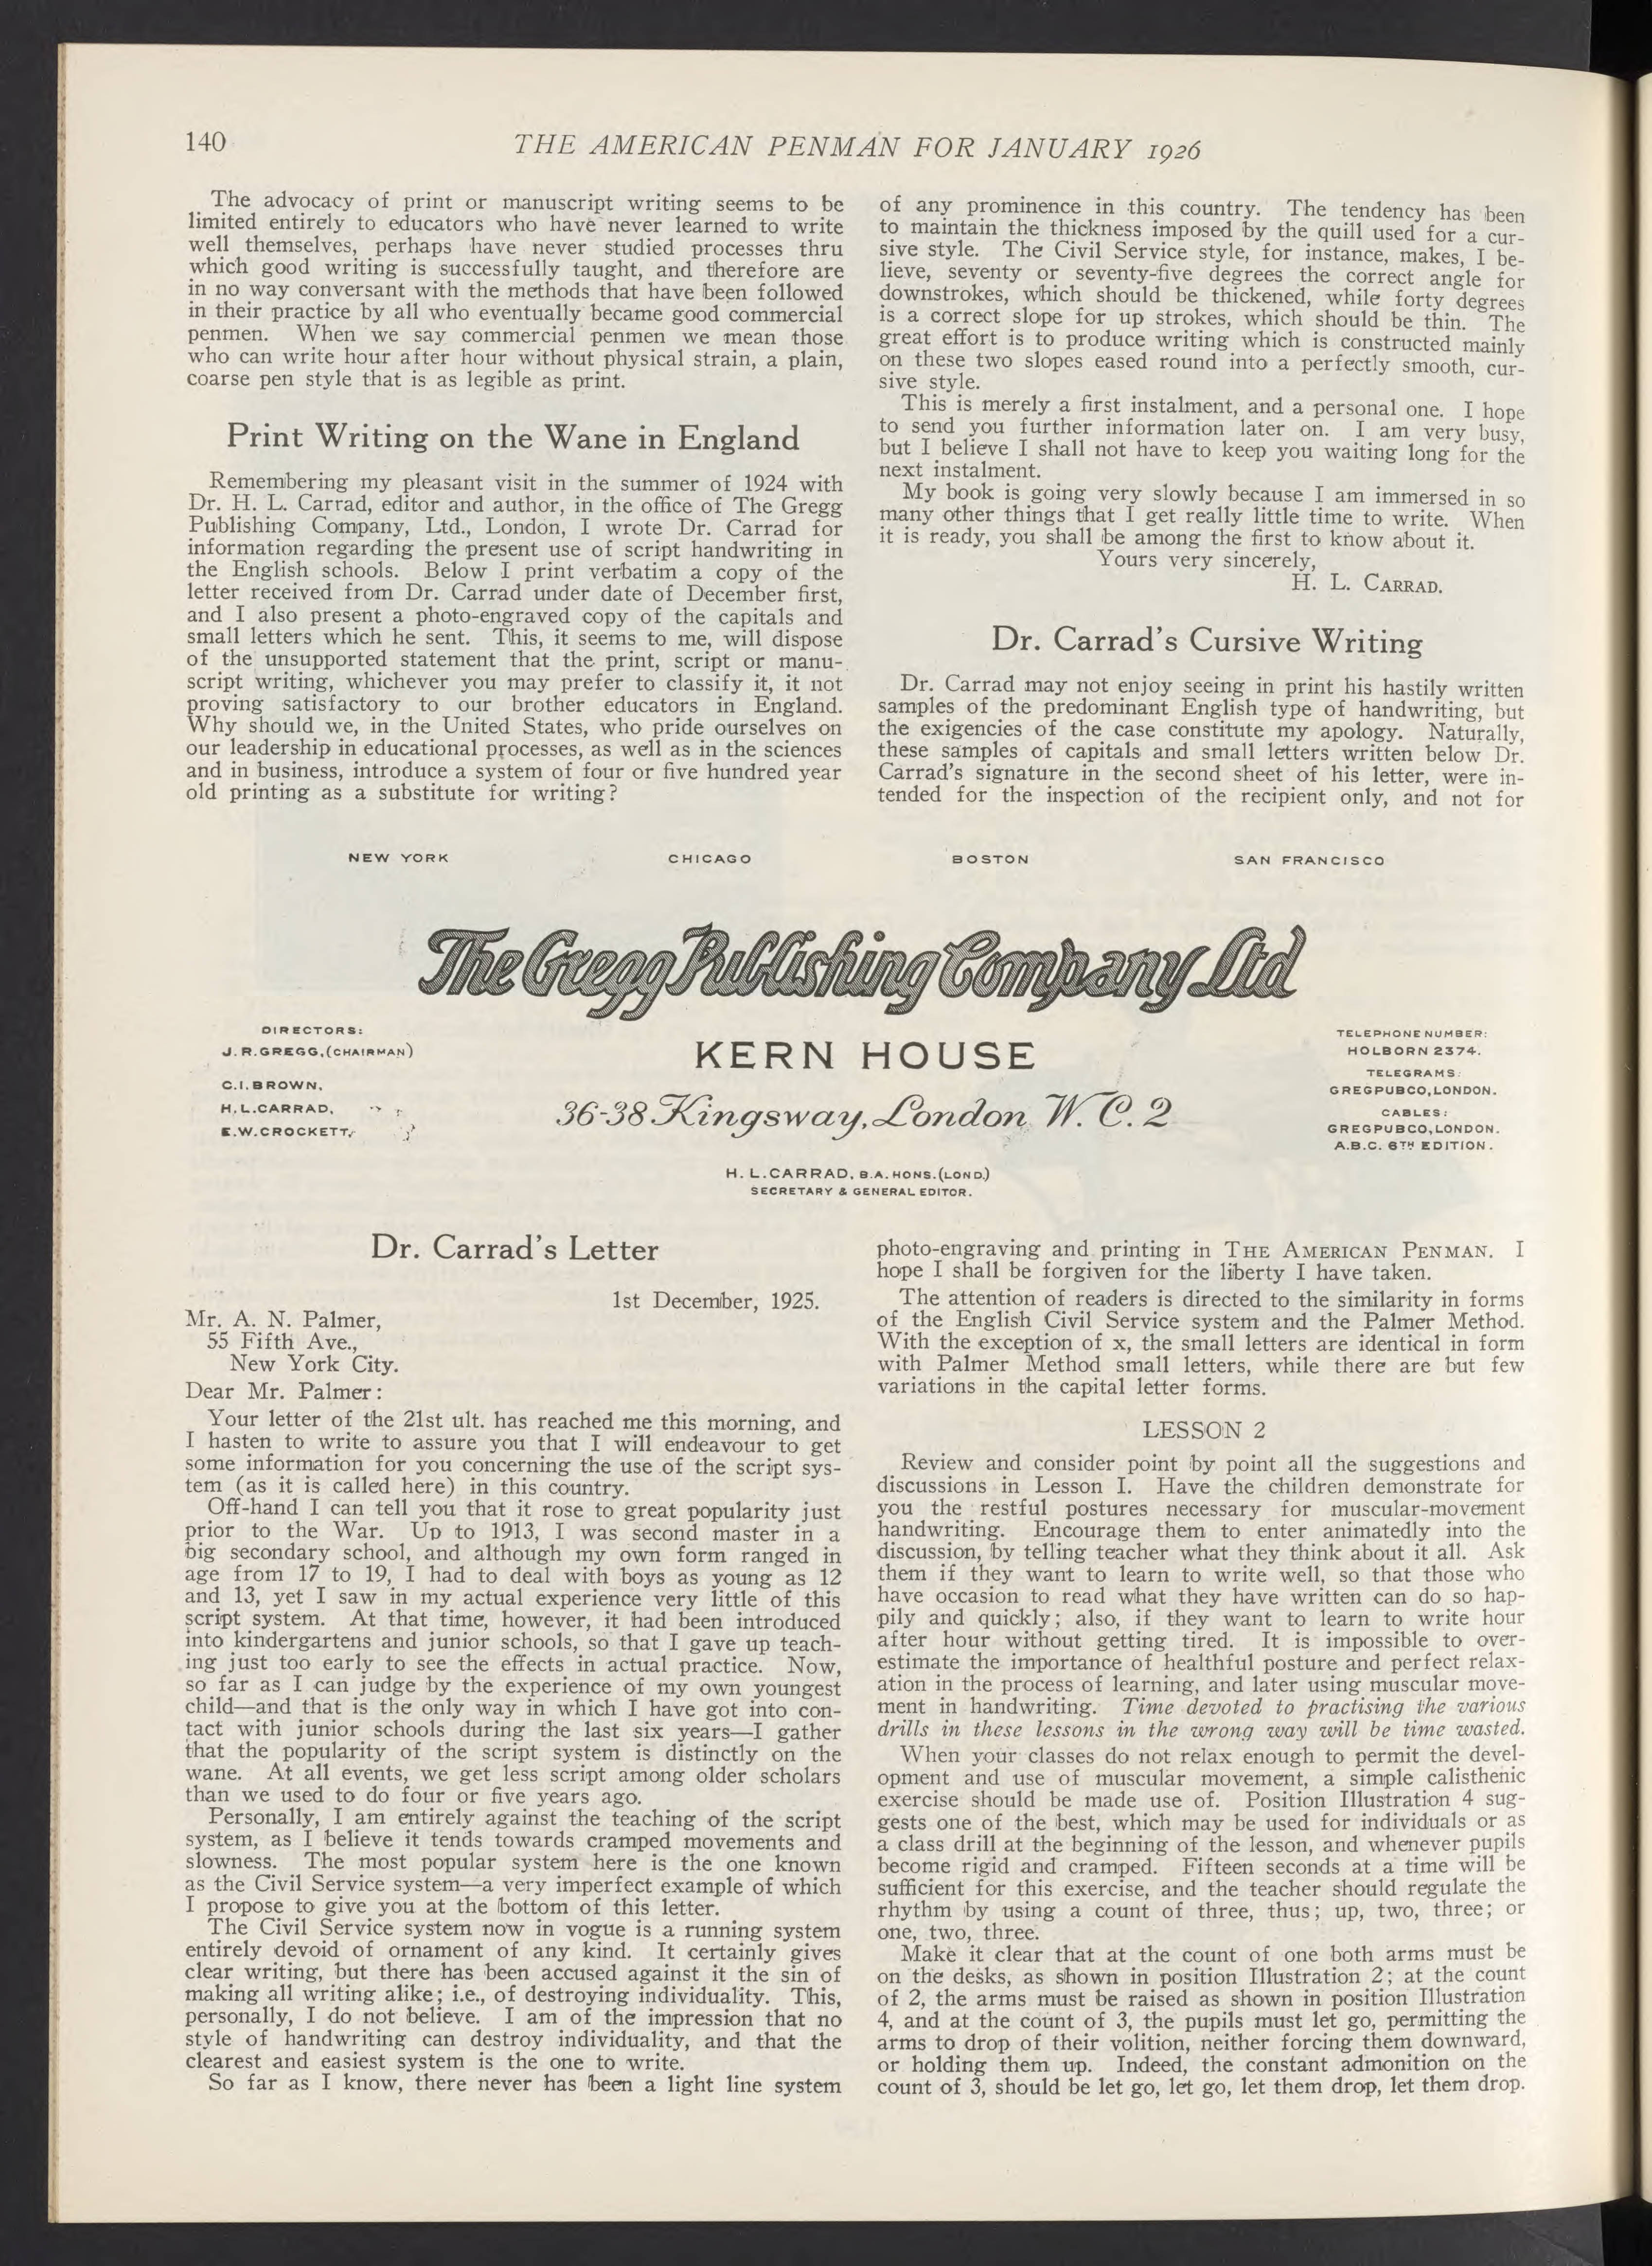 140
THE AMERICAN PENMAN FOR JANUARY 1926
The advocacy of print or manuscript writing seems to be
limited entirely to educators who have never learned to write
well themselves, perhaps have never studied processes thru
which good writing is successfully taught, and therefore are
in no way conversant with the methods that have been followed
in their practice by all who eventually became good commercial
penmen. When we say commercial penmen we mean those
who can write hour after hour without physical strain, a plain,
coarse pen style that is as legible as print.
Print Writing on the Wane in England
Remembering my pleasant visit in the summer of 1924 with
Dr. H. L. Carrad, editor and author, in the office of The Gregg
Publishing Company, Ltd., London, I wrote Dr. Carrad for
information regarding the present use of script handwriting in
the English schools. Below I print verbatim a copy of the
letter received from Dr. Carrad under date of December first,
and I also present a photo-engraved copy of the capitals and
small letters which he sent. This, it seems to me, will dispose
of the unsupported statement that the print, script or manu-
script writing, whichever you may prefer to classify it, it not
proving satisfactory to our brother educators in England.
Why should we, in the United States, who pride ourselves on
our leadership in educational processes, as well as in the sciences
and in business, introduce a system of four or five hundred year
old printing as a substitute for writing?
of any prominence in this country. The tendency has been
to maintain the thickness imposed by the quill used for a cur-
sive style. The Civil Service style, for instance, makes, I be-
lieve, seventy or seventy-five degrees the correct angle for
downstrokes, which should be thickened, while forty degrees
is a correct slope for up strokes, which should be thin. The
great effort is to produce writing which is constructed mainly
on these two slopes eased round into a perfectly smooth, cur-
sive style.
This is merely a first instalment, and a personal one. I hope
to send you further information later on. I am very busy,
but I believe I shall not have to keep you waiting long for the
next instalment.
My book is going very slowly because I am immersed in so
many other things that I get really little time to write. When
it is ready, you shall be among the first to know about it.
Yours very sincerely,
H. L. CARRAD.
Dr. Carrad's Cursive Writing
Dr. Carrad may not enjoy seeing in print his hastily written
samples of the predominant English type of handwriting, but
the exigencies of the case constitute my apology. Naturally,
these samples of capitals and small letters written below Dr.
Carrad's signature in the second sheet of his letter, were in-
tended for the inspection of the recipient only, and not for
NEW YORK CHICAGO BOSTON SAN FRANCISCO
The Gregg Publishing Company Ltd
DIRECTORS:
J. R. GREGG, (CHAIRMAN)
C. I. BROWN,
H. L. CARRAD,
E. W. CROCKETT,
KERN HOUSE
36-38 Kingsway, London W. C. 2
H. L. CARRAD, B.A. HONS. (LOND.)
SECRETARY & GENERAL EDITOR.
TELEPHONE NUMBER:
HOLBORN 2374.
TELEGRAMS:
GREGPUBCO, LONDON.
CABLES:
GREGPUBCO, LONDON.
A.B.C. 6TH EDITION.
Dr. Carrad's Letter
1st December, 1925.
Mr. A. N. Palmer,
55 Fifth Ave.,
New York City.
Dear Mr. Palmer:
Your letter of the 21st ult. has reached me this morning, and
I hasten to write to assure you that I will endeavour to get
some information for you concerning the use of the script sys-
tem (as it is called here) in this country.
Off-hand I can tell you that it rose to great popularity just
prior to the War. Up to 1913, I was second master in a
big secondary school, and although my own form ranged in
age from 17 to 19, I had to deal with boys as young as 12
and 13, yet I saw in my actual experience very little of this
script system. At that time, however, it had been introduced
into kindergartens and junior schools, so that I gave up teach-
ing just too early to see the effects in actual practice. Now,
so far as I can judge by the experience of my own youngest
child—and that is the only way in which I have got into con-
tact with junior schools during the last six years—I gather
that the popularity of the script system is distinctly on the
wane. At all events, we get less script among older scholars
than we used to do four or five years ago.
Personally, I am entirely against the teaching of the script
system, as I believe it tends towards cramped movements and
slowness. The most popular system here is the one known
as the Civil Service system—a very imperfect example of which
I propose to give you at the bottom of this letter.
The Civil Service system now in vogue is a running system
entirely devoid of ornament of any kind. It certainly gives
clear writing, but there has been accused against it the sin of
making all writing alike; i.e., of destroying individuality. This,
personally, I do not believe. I am of the impression that no
style of handwriting can destroy individuality, and that the
clearest and easiest system is the one to write.
So far as I know, there never has been a light line system
photo-engraving and printing in THE AMERICAN PENMAN. I
hope I shall be forgiven for the liberty I have taken.
The attention of readers is directed to the similarity in forms
of the English Civil Service system and the Palmer Method.
With the exception of x, the small letters are identical in form
with Palmer Method small letters, while there are but few
variations in the capital letter forms.
LESSON 2
Review and consider point by point all the suggestions and
discussions in Lesson I. Have the children demonstrate for
you the restful postures necessary for muscular-movement
handwriting. Encourage them to enter animatedly into the
discussion, by telling teacher what they think about it all. Ask
them if they want to learn to write well, so that those who
have occasion to read what they have written can do so hap-
pily and quickly; also, if they want to learn to write hour
after hour without getting tired. It is impossible to over-
estimate the importance of healthful posture and perfect relax-
ation in the process of learning, and later using muscular move-
ment in handwriting. Time devoted to practising the various
drills in these lessons in the wrong way will be time wasted.
When your classes do not relax enough to permit the devel-
opment and use of muscular movement, a simple calisthenic
exercise should be made use of. Position Illustration 4 sug-
gests one of the best, which may be used for individuals or as
a class drill at the beginning of the lesson, and whenever pupils
become rigid and cramped. Fifteen seconds at a time will be
sufficient for this exercise, and the teacher should regulate the
rhythm by using a count of three, thus; up, two, three; or
one, two, three.
Make it clear that at the count of one both arms must be
on the desks, as shown in position Illustration 2; at the count
of 2, the arms must be raised as shown in position Illustration
4, and at the count of 3, the pupils must let go, permitting the
arms to drop of their volition, neither forcing them downward,
or holding them up. Indeed, the constant admonition on the
count of 3, should be let go, let go, let them drop, let them drop.